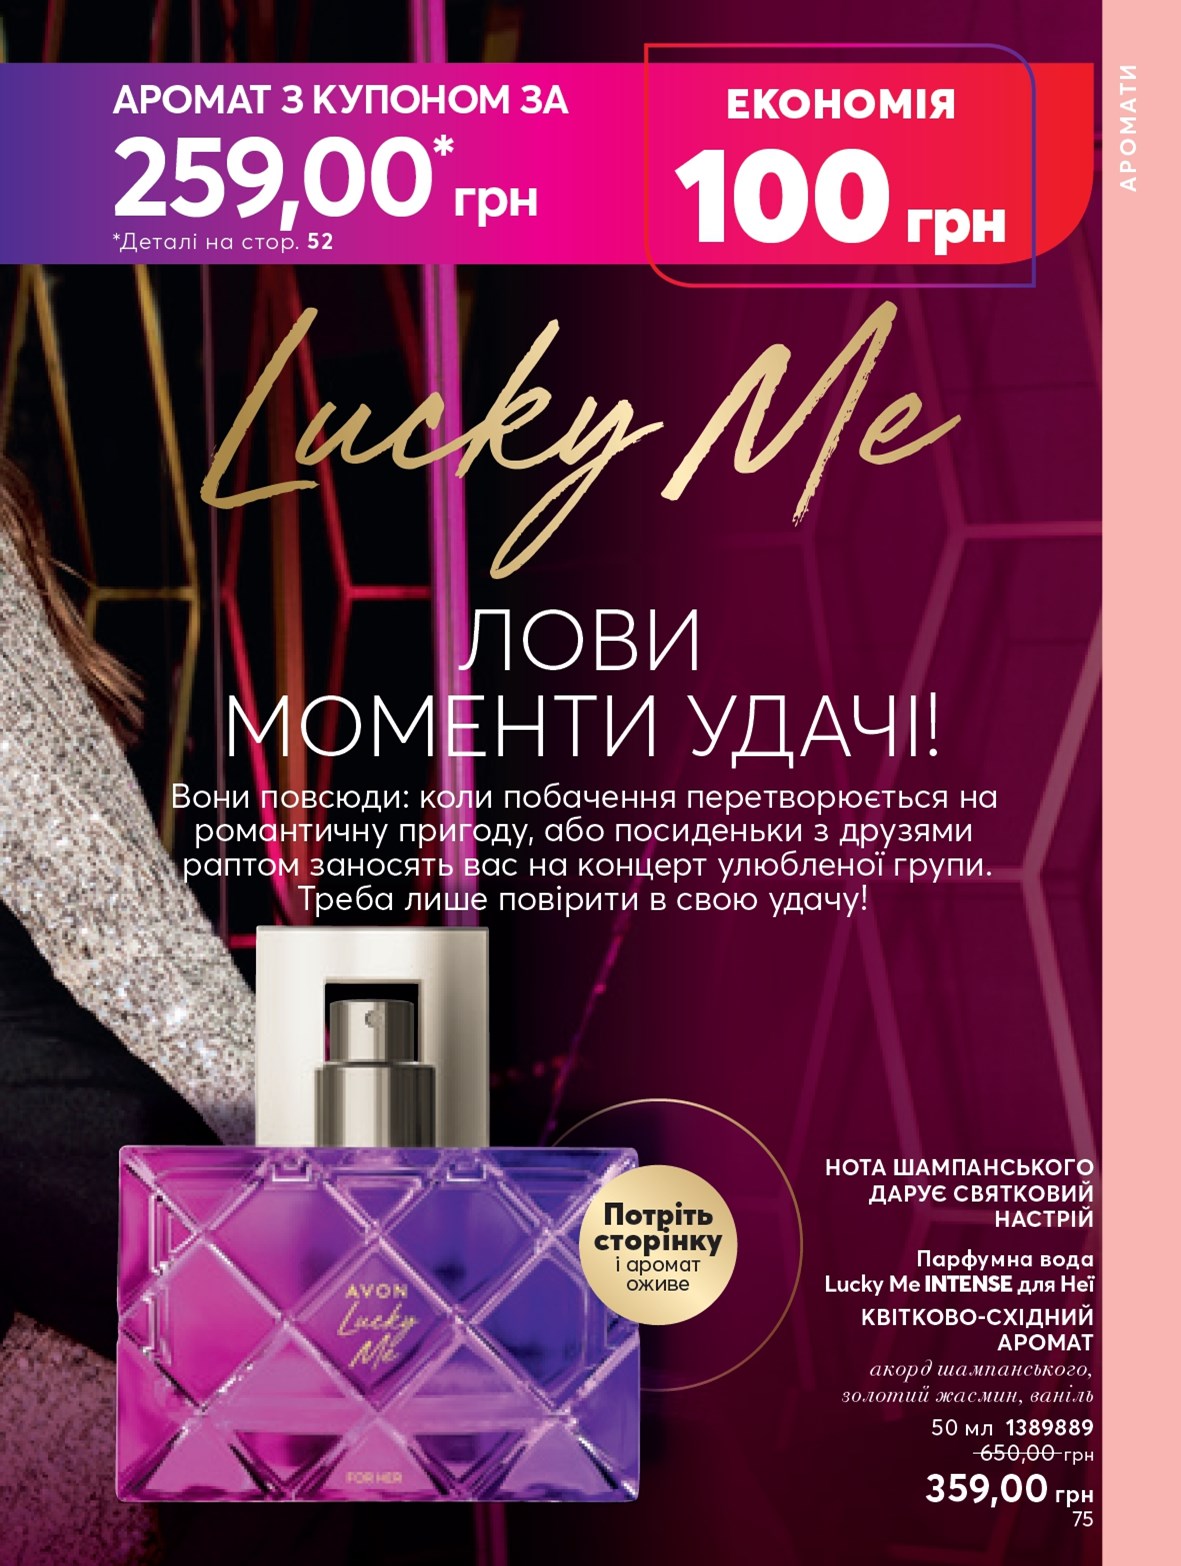 АРОМАТ З КУПОНОМ ЗА
259,00* грн
*Деталі на стор. 52
ЕКОНОМІЯ
100 грн
АРОМАТИ
Lucky Me
ЛОВИ
МОМЕНТИ УДАЧІ!
Вони повсюди: коли побачення перетворюється на
романтичну пригоду, або посиденьки з друзями
раптом заносять вас на концерт улюбленої групи.
Треба лише повірити в свою удачу!
AVON
Lucky
Me
FOR HER
Потріть
сторінку
і аромат
оживе
НОТА ШАМПАНСЬКОГО
ДАРУЄ СВЯТКОВИЙ
НАСТРІЙ
Парфумна вода
Lucky Me INTENSE для Неї
КВІТКОВО-СХІДНИЙ
АРОМАТ
акорд шампанського,
золотий жасмин, ваніль
50 мл 1389889
650,00 грн
359,00 грн
75